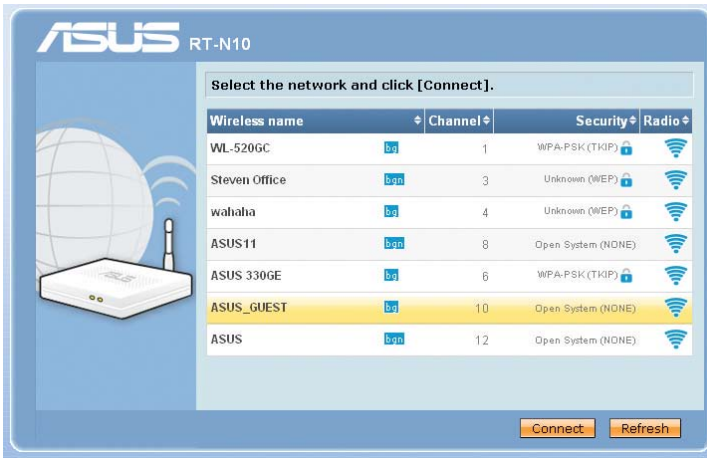 ASUS RT-N10
Select the network and click [Connect].
Wireless name Channel Security Radio
WL-520GC bg 1 WPA-PSK (TKIP)
Steven Office bgn 3 Unknown (WEP)
wahaha bg 4 Unknown (WEP)
ASUS11 bgn 8 Open System (NONE)
ASUS 330GE bg 6 WPA-PSK (TKIP)
ASUS_GUEST bg 10 Open System (NONE)
ASUS bgn 12 Open System (NONE)
ASUS
Connect Refresh